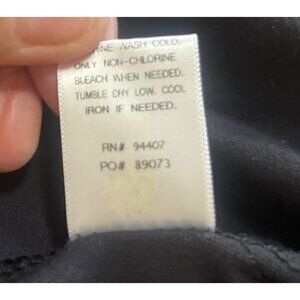 WASH COLD.
ONLY NON-CHLORINE
BLEACH WHEN NEEDED.
TUMBLE DRY LOW. COOL
IRON IF NEEDED.
RN# 94407
PO# 89073